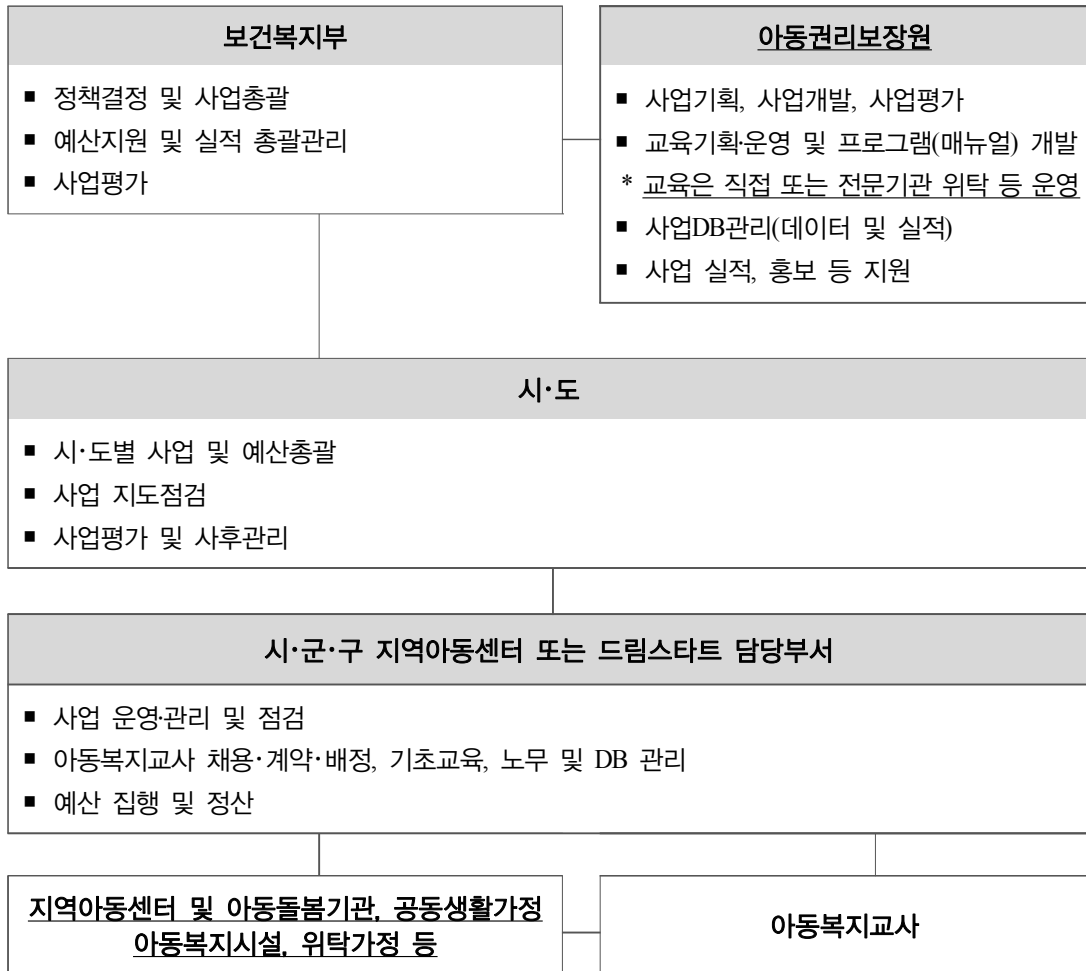 보건복지부
■ 정책결정 및 사업총괄
■ 예산지원 및 실적 총괄관리
■ 사업평가
아동권리보장원
■ 사업기획, 사업개발, 사업평가
■ 교육기획·운영 및 프로그램(매뉴얼) 개발
* 교육은 직접 또는 전문기관 위탁 등 운영
■ 사업DB관리(데이터 및 실적)
■ 사업 실적, 홍보 등 지원
시·도
■ 시·도별 사업 및 예산총괄
■ 사업 지도점검
■ 사업평가 및 사후관리
시·군·구 지역아동센터 또는 드림스타트 담당부서
■ 사업 운영·관리 및 점검
■ 아동복지교사 채용·계약·배정, 기초교육, 노무 및 DB 관리
■ 예산 집행 및 정산
지역아동센터 및 아동돌봄기관, 공동생활가정
아동복지시설, 위탁가정 등
아동복지교사